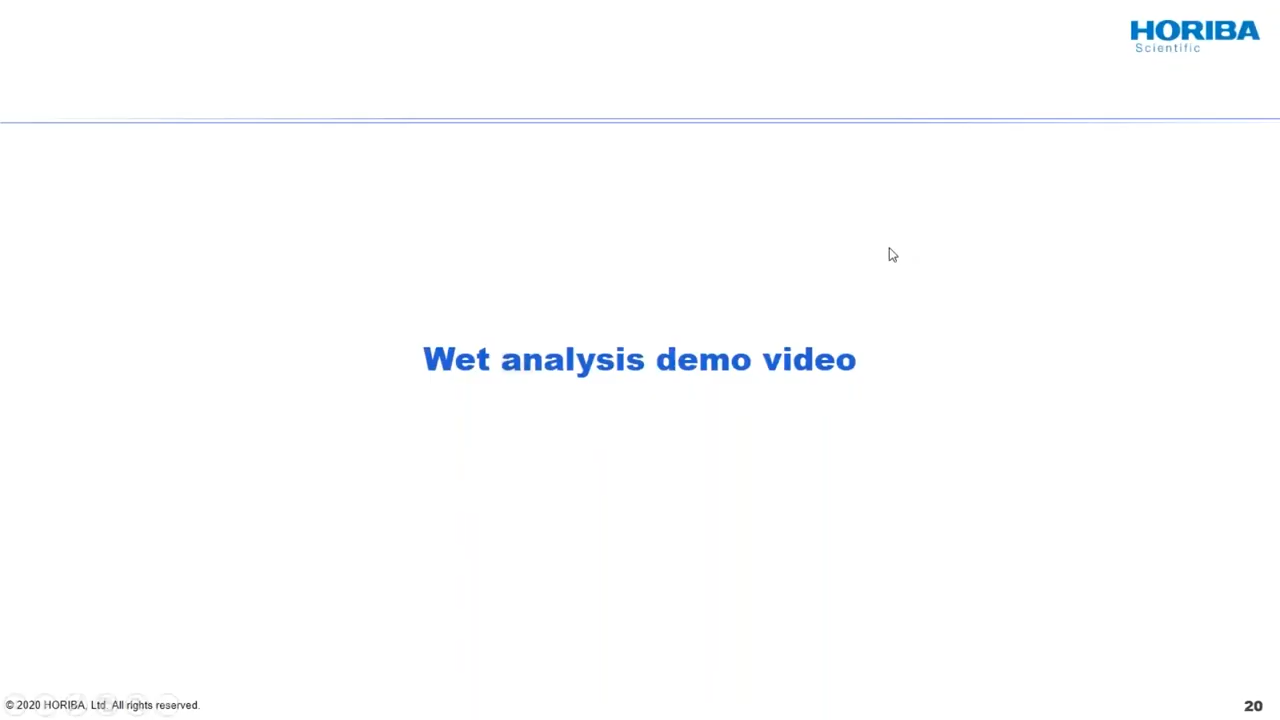 HORIBA
Scientific
Wet analysis demo video
© 2020 HORIBA, Ltd. All rights reserved.
20